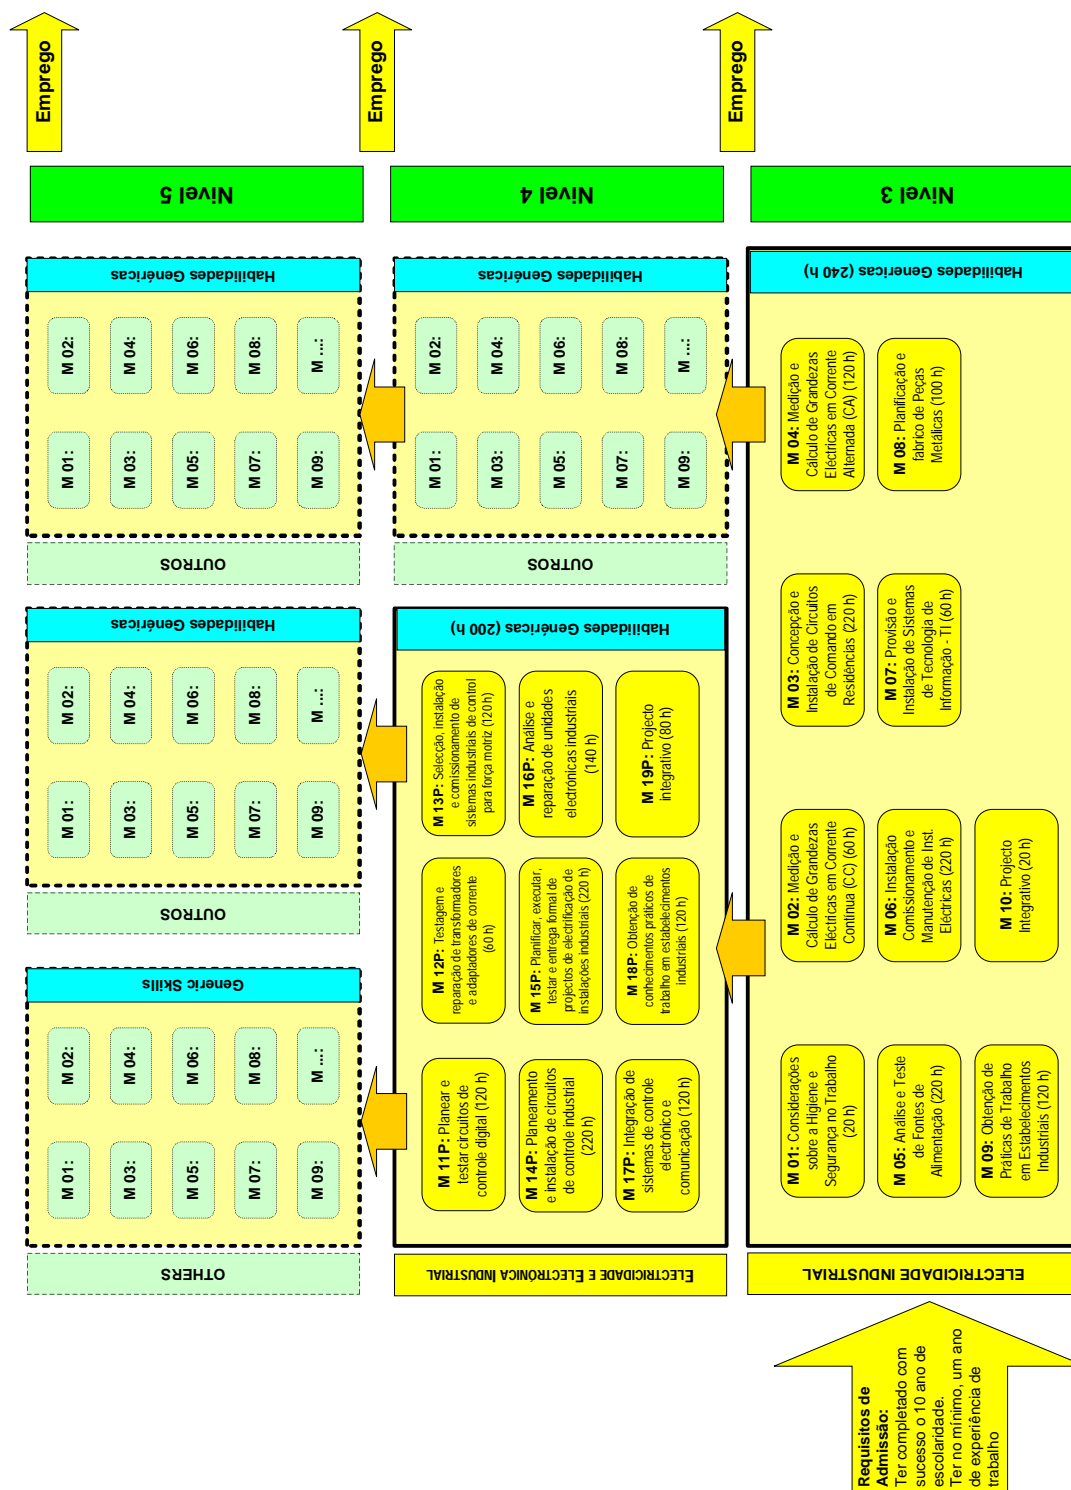 Emprego
Emprego
Emprego
Nivel 5
Nivel 4
Nivel 3
Habilidades Genéricas
M 02:
M 04:
M 06:
M 08:
M ...:
M 01:
M 03:
M 05:
M 07:
M 09:
OUTROS
Habilidades Genéricas
M 02:
M 04:
M 06:
M 08:
M ...:
M 01:
M 03:
M 05:
M 07:
M 09:
OUTROS
Generic Skills
M 02:
M 04:
M 06:
M 08:
M ...:
M 01:
M 03:
M 05:
M 07:
M 09:
OTHERS
Habilidades Genéricas
M 02:
M 04:
M 06:
M 08:
M ...:
M 01:
M 03:
M 05:
M 07:
M 09:
OUTROS
Habilidades Genéricas (200 h)
M 13P: Selecção, instalação
e comissionamento de
sistemas industriais de control
para força motriz (120 h)
M 16P: Análise e
reparação de unidades
electrónicas industriais
(140 h)
M 19P: Projecto
integrativo (80 h)
M 12P: Testagem e
reparação de transformadores
e adaptadores de corrente
(60 h)
M 15P: Planificar, executar,
testar e entrega formal de
projectos de electrificação de
instalações industriais (220 h)
M 18P: Obtenção de
conhecimentos práticos de
trabalho em estabelecimentos
industriais (120 h)
M 11P: Planear e
testar circuitos de
controle digital (120 h)
M 14P: Planeamento
e instalação de circuitos
de controle industrial
(220 h)
M 17P: Integração de
sistemas de controle
electrónico e
comunicação (120 h)
ELECTRICIDADE E ELECTRÓNICA INDUSTRIAL
Habilidades Genericas (240 h)
M 04: Medição e
Cálculo de Grandezas
Eléctricas em Corrente
Alternada (CA) (120 h)
M 08: Planificação e
fabrico de Peças
Metálicas (100 h)
M 03: Concepção e
Instalação de Circuitos
de Comando em
Residências (220 h)
M 07: Provisão e
Instalação de Sistemas
de Tecnologia de
Informação - TI (60 h)
M 02: Medição e
Cálculo de Grandezas
Eléctricas em Corrente
Contínua (CC) (60 h)
M 06: Instalação
Comissionamento e
Manutenção de Inst.
Eléctricas (220 h)
M 10: Projecto
Integrativo (20 h)
M 01: Considerações
sobre a Higiene e
Segurança no Trabalho
(20 h)
M 05: Análise e Teste
de Fontes de
Alimentação (220 h)
M 09: Obtenção de
Práticas de Trabalho
em Estabelecimentos
Industriais (120 h)
ELECTRICIDADE INDUSTRIAL
Requisitos de
Admissão:
Ter completado com
sucesso o 10 ano de
escolaridade.
Ter no mínimo, um ano
de experiência de
trabalho